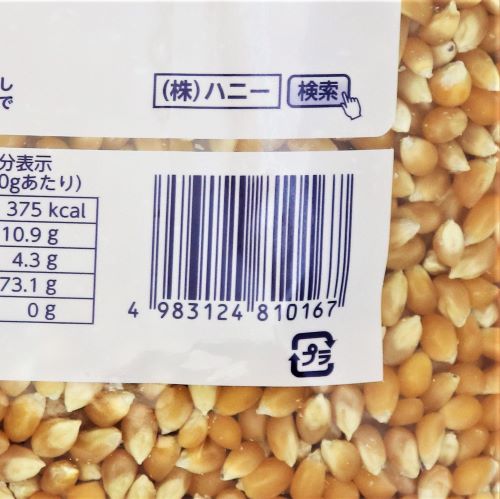 し
で
(株)ハニー 検索
分表示
0gあたり)
375 kcal
10.9 g
4.3 g
73.1 g
0 g
4 983124 810167
プラ